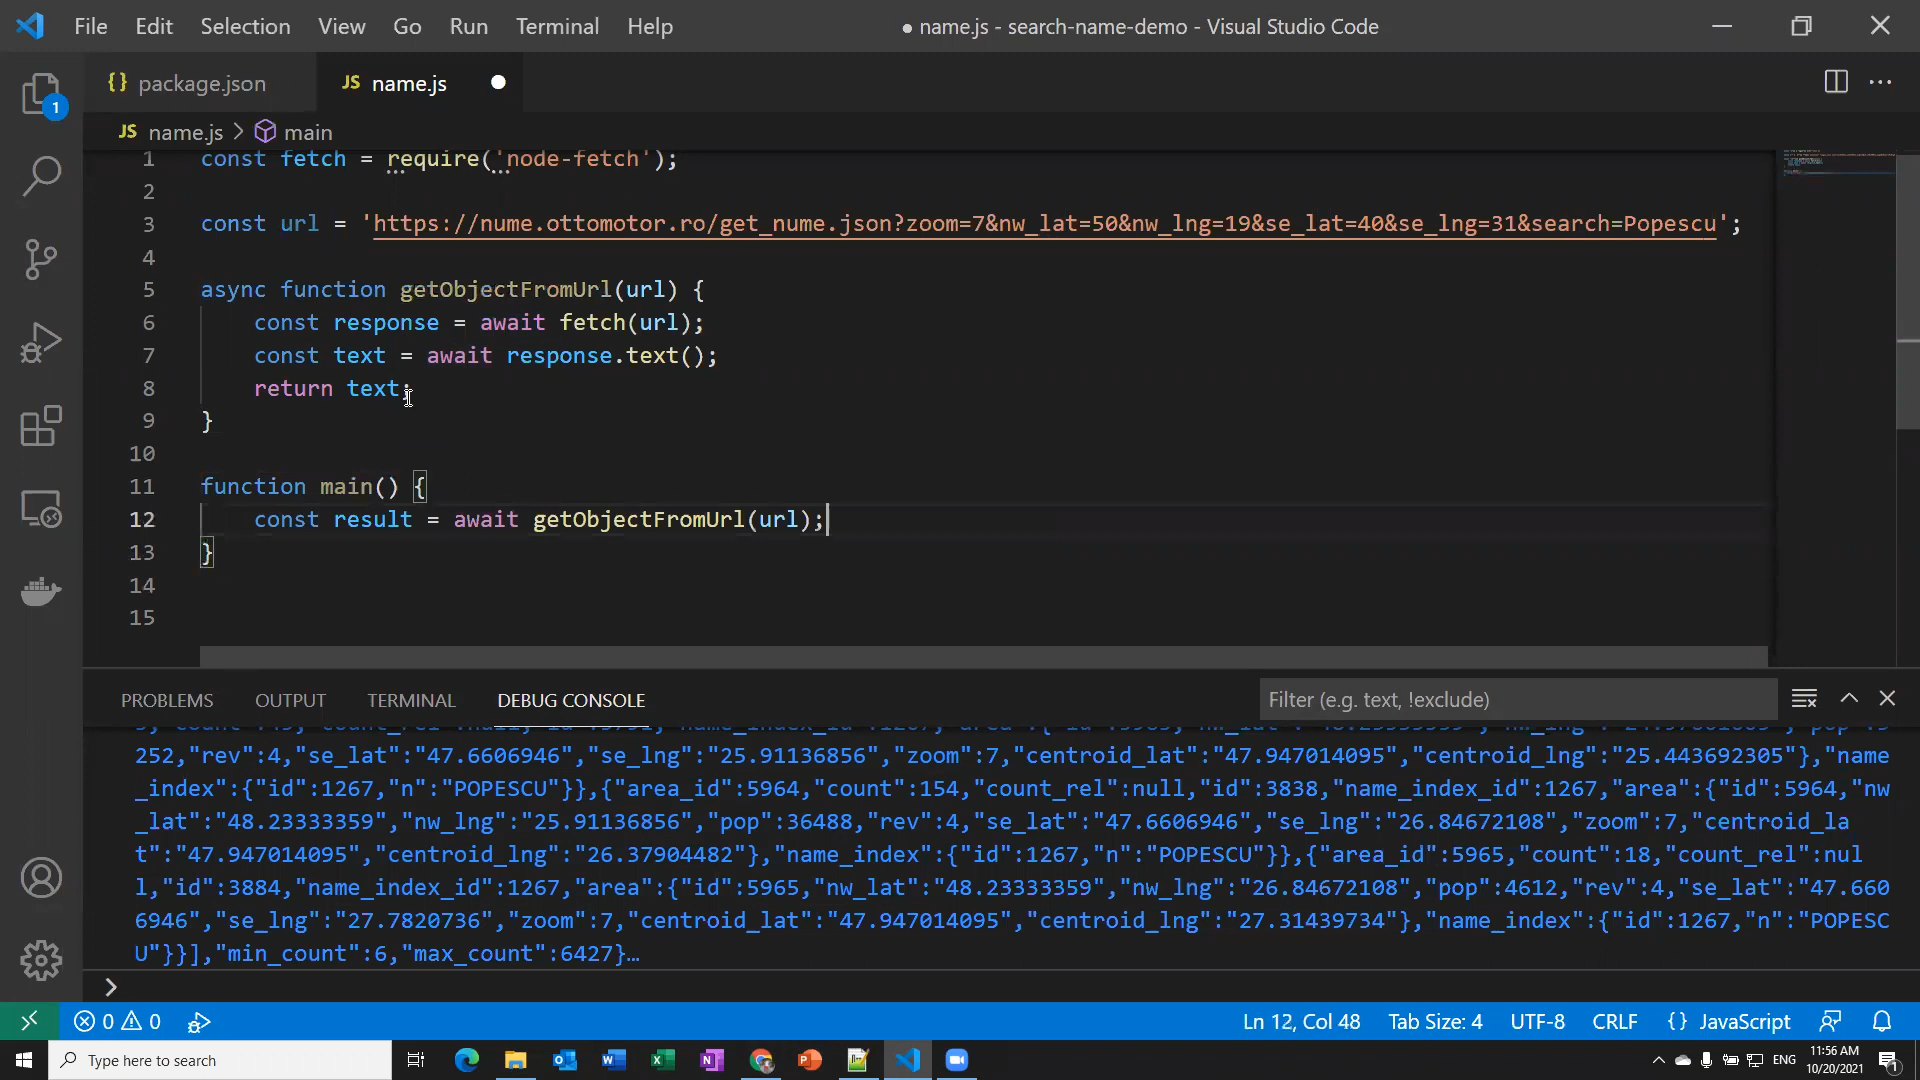 File Edit Selection View Go Run Terminal Help ● name.js - search-name-demo - Visual Studio Code
{} package.json JS name.js
JS name.js > main
1 const fetch = require('node-fetch');
2
3 const url = 'https://nume.ottomotor.ro/get_nume.json?zoom=7&nw_lat=50&nw_lng=19&se_lat=40&se_lng=31&search=Popescu';
4
5 async function getObjectFromUrl(url) {
6 const response = await fetch(url);
7 const text = await response.text();
8 return text;
9 }
10
11 function main() {
12 const result = await getObjectFromUrl(url);
13 }
14
15
PROBLEMS OUTPUT TERMINAL DEBUG CONSOLE Filter (e.g. text, !exclude)
252,"rev":4,"se_lat":"47.6606946","se_lng":"25.91136856","zoom":7,"centroid_lat":"47.947014095","centroid_lng":"25.443692305"},"name
_index":{"id":1267,"n":"POPESCU"}},{"area_id":5964,"count":154,"count_rel":null,"id":3838,"name_index_id":1267,"area":{"id":5964,"nw
_lat":"48.23333359","nw_lng":"25.91136856","pop":36488,"rev":4,"se_lat":"47.6606946","se_lng":"26.84672108","zoom":7,"centroid_la
t":"47.947014095","centroid_lng":"26.37904482"},"name_index":{"id":1267,"n":"POPESCU"}},{"area_id":5965,"count":18,"count_rel":nul
l,"id":3884,"name_index_id":1267,"area":{"id":5965,"nw_lat":"48.23333359","nw_lng":"26.84672108","pop":4612,"rev":4,"se_lat":"47.660
6946","se_lng":"27.7820736","zoom":7,"centroid_lat":"47.947014095","centroid_lng":"27.31439734"},"name_index":{"id":1267,"n":"POPESC
U"}}],"min_count":6,"max_count":6427}…
>
0 0 Ln 12, Col 48 Tab Size: 4 UTF-8 CRLF {} JavaScript
Type here to search ENG 11:56 AM
10/20/2021
1